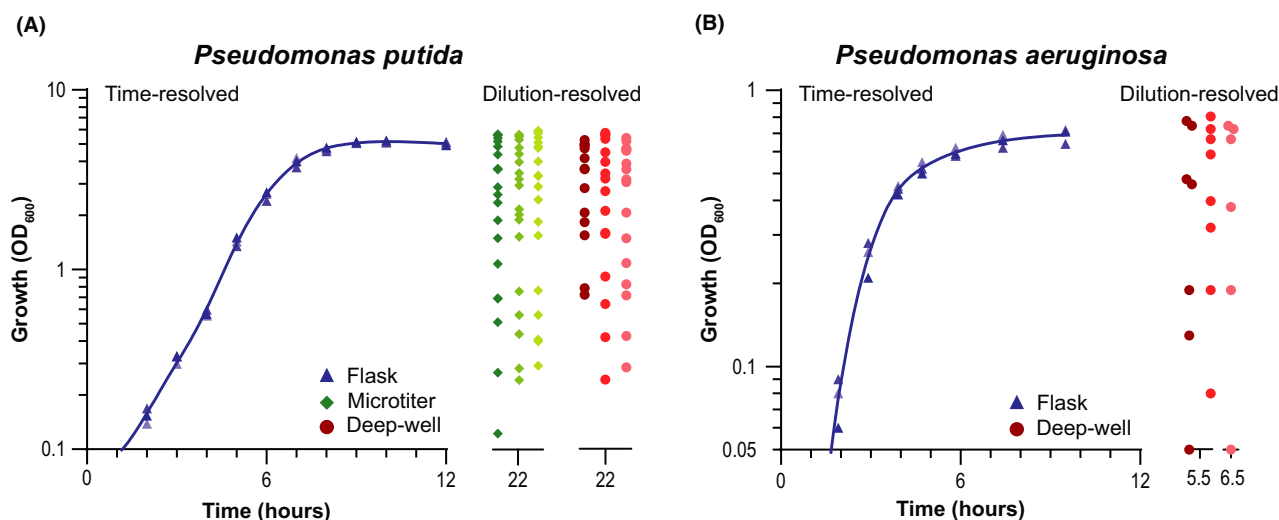 (A)
Pseudomonas putida
Time-resolved
Dilution-resolved
Growth (OD600)
10
1
0.1
Flask
Microtiter
Deep-well
0
6
12
22
22
Time (hours)
(B)
Pseudomonas aeruginosa
Time-resolved
Dilution-resolved
Growth (OD600)
1
0.1
0.05
Flask
Deep-well
0
6
12
5.5
6.5
Time (hours)